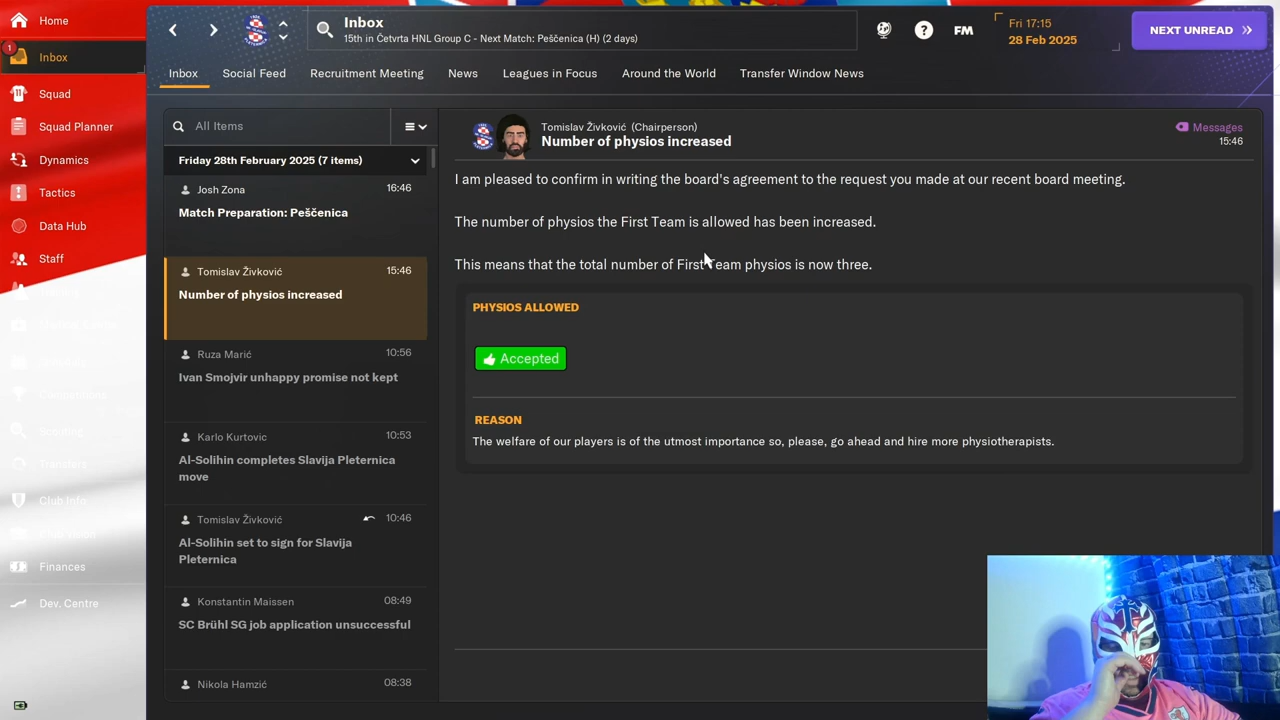 Home
1
Inbox
Squad
Squad Planner
Dynamics
Tactics
Data Hub
Staff
Transfers
Club Info
Finances
Dev. Centre
Inbox
15th in Četvrta HNL Group C - Next Match: Peščenica (H) (2 days)
FM
Fri 17:15
28 Feb 2025
NEXT UNREAD
Inbox
Social Feed
Recruitment Meeting
News
Leagues in Focus
Around the World
Transfer Window News
All Items
Friday 28th February 2025 (7 items)
Josh Zona
16:46
Match Preparation: Peščenica
Tomislav Živković
15:46
Number of physios increased
Ruza Marić
10:56
Ivan Smojvir unhappy promise not kept
Karlo Kurtovic
10:53
Al-Solihin completes Slavija Pleternica
move
Tomislav Živković
10:46
Al-Solihin set to sign for Slavija
Pleternica
Konstantin Maissen
08:49
SC Brühl SG job application unsuccessful
Nikola Hamzić
08:38
Tomislav Živković (Chairperson)
Number of physios increased
Messages
15:46
I am pleased to confirm in writing the board's agreement to the request you made at our recent board meeting.
The number of physios the First Team is allowed has been increased.
This means that the total number of First Team physios is now three.
PHYSIOS ALLOWED
Accepted
REASON
The welfare of our players is of the utmost importance so, please, go ahead and hire more physiotherapists.